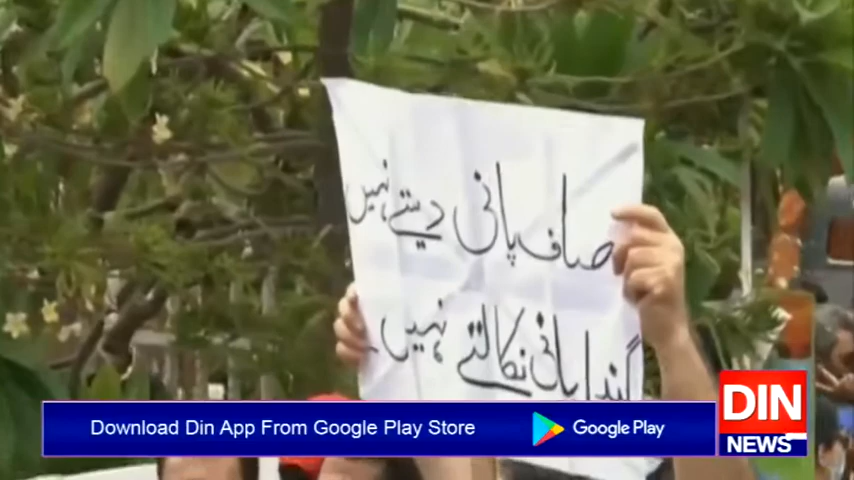 صاف پانی دیتے نہیں
گندا پانی نکالتے نہیں
Download Din App From Google Play Store
Google Play
DIN
NEWS